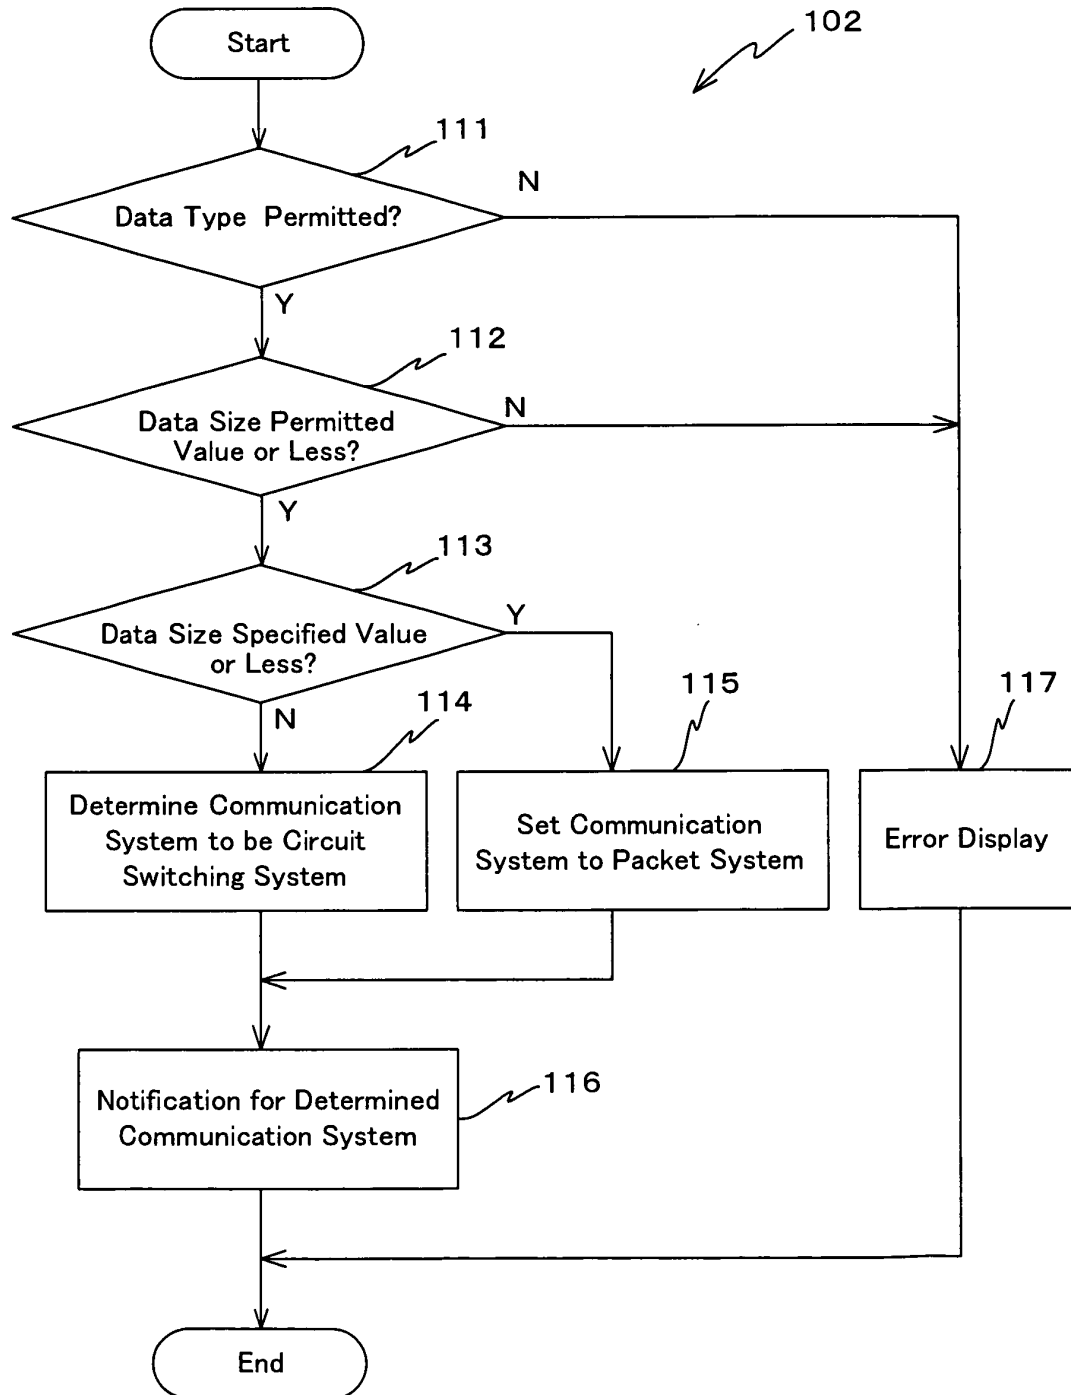 Start
102
111
Data Type Permitted?
N
Y
112
Data Size Permitted
Value or Less?
N
Y
113
Data Size Specified Value
or Less?
Y
N
114
Determine Communication
System to be Circuit
Switching System
115
Set Communication
System to Packet System
117
Error Display
Notification for Determined
Communication System
116
End